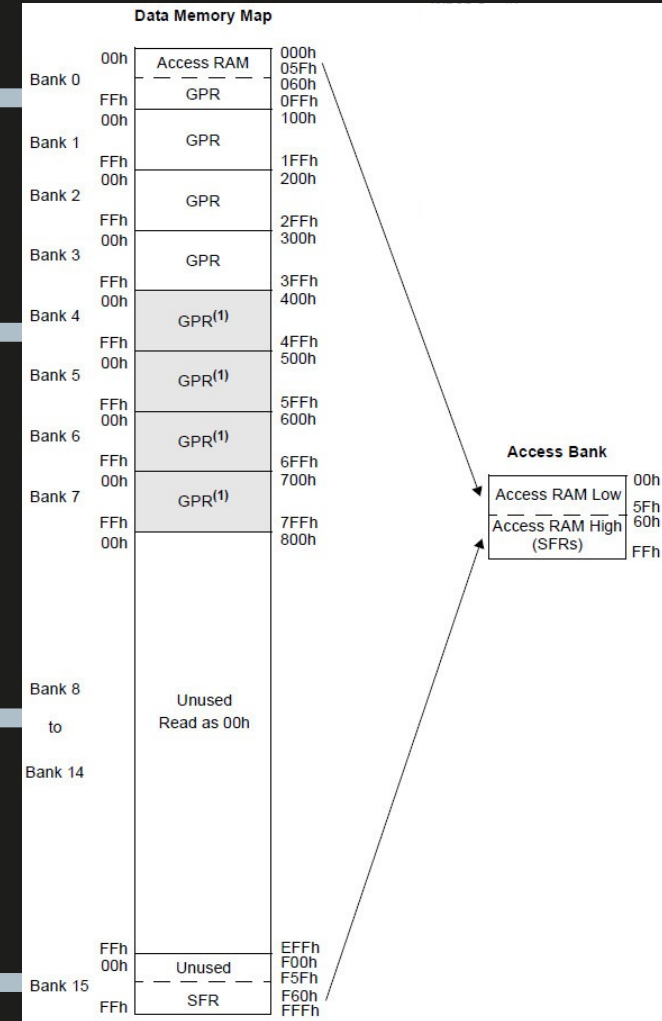 Data Memory Map
00h
000h
Access RAM
05Fh
Bank 0
060h
GPR
FFh
0FFh
00h
100h
Bank 1
GPR
FFh
1FFh
00h
200h
Bank 2
GPR
FFh
2FFh
00h
300h
Bank 3
GPR
FFh
3FFh
00h
400h
Bank 4
GPR(1)
FFh
4FFh
00h
500h
Bank 5
GPR(1)
FFh
5FFh
00h
600h
Bank 6
GPR(1)
FFh
6FFh
00h
700h
Bank 7
GPR(1)
FFh
7FFh
00h
800h
Access Bank
00h
Access RAM Low
5Fh
60h
Access RAM High
(SFRs)
FFh
Bank 8
to
Bank 14
Unused
Read as 00h
FFh
EFFh
00h
F00h
Unused
F5Fh
Bank 15
F60h
SFR
FFh
FFFh